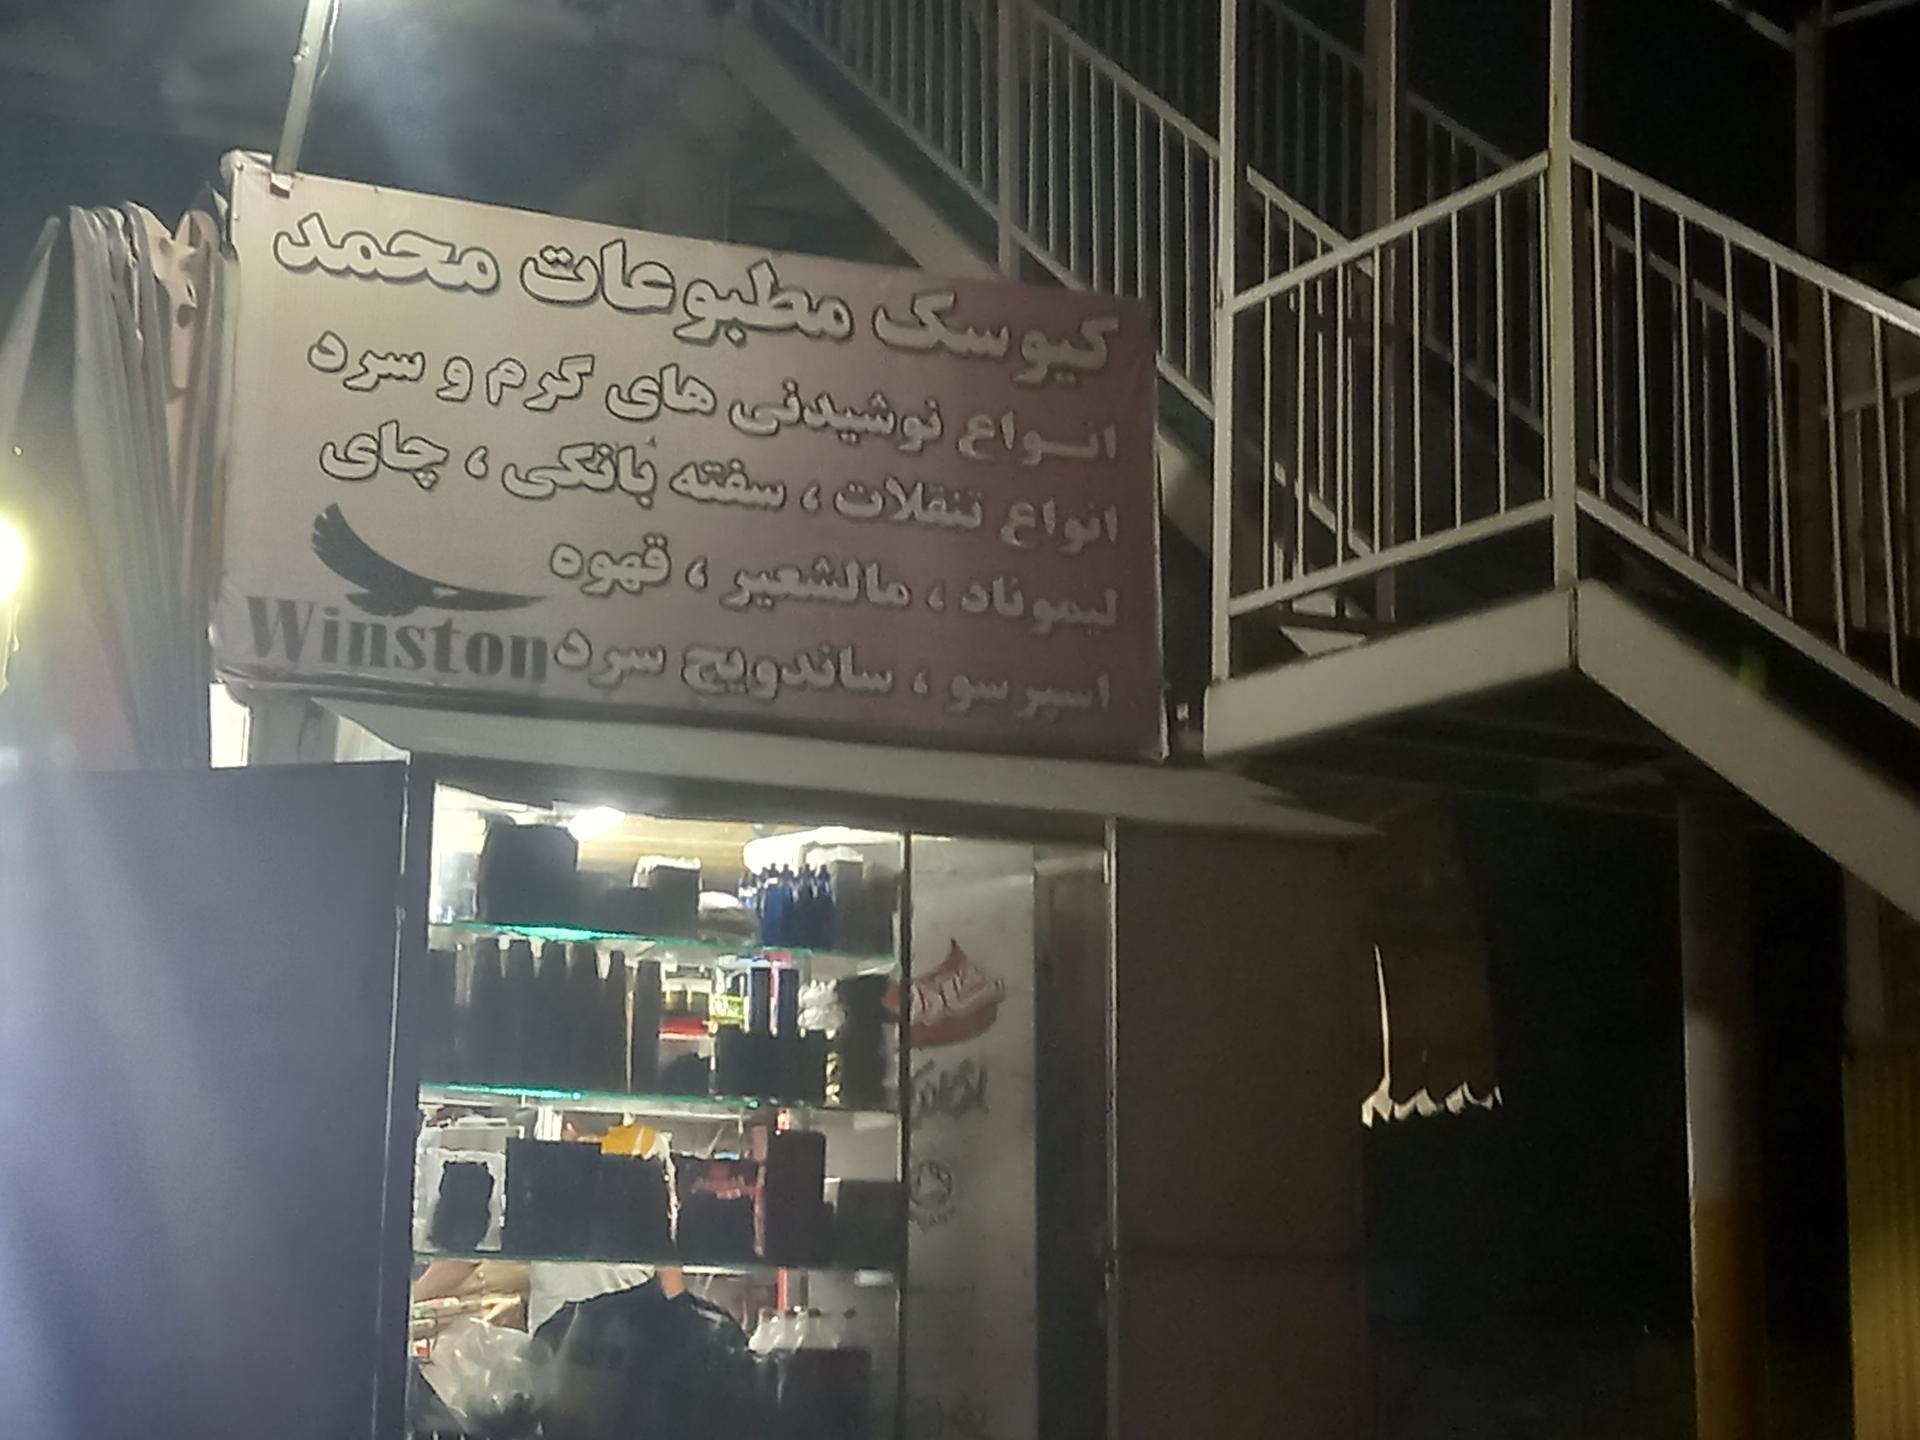 کیوسک مطبوعات محمد
انـواع نوشیدنی های گرم و سرد
انواع تنقلات ، سفته بانکی ، چای
لیموناد ، مالشعیر ، قهوه
اسپرسو ، ساندویچ سرد
Winston